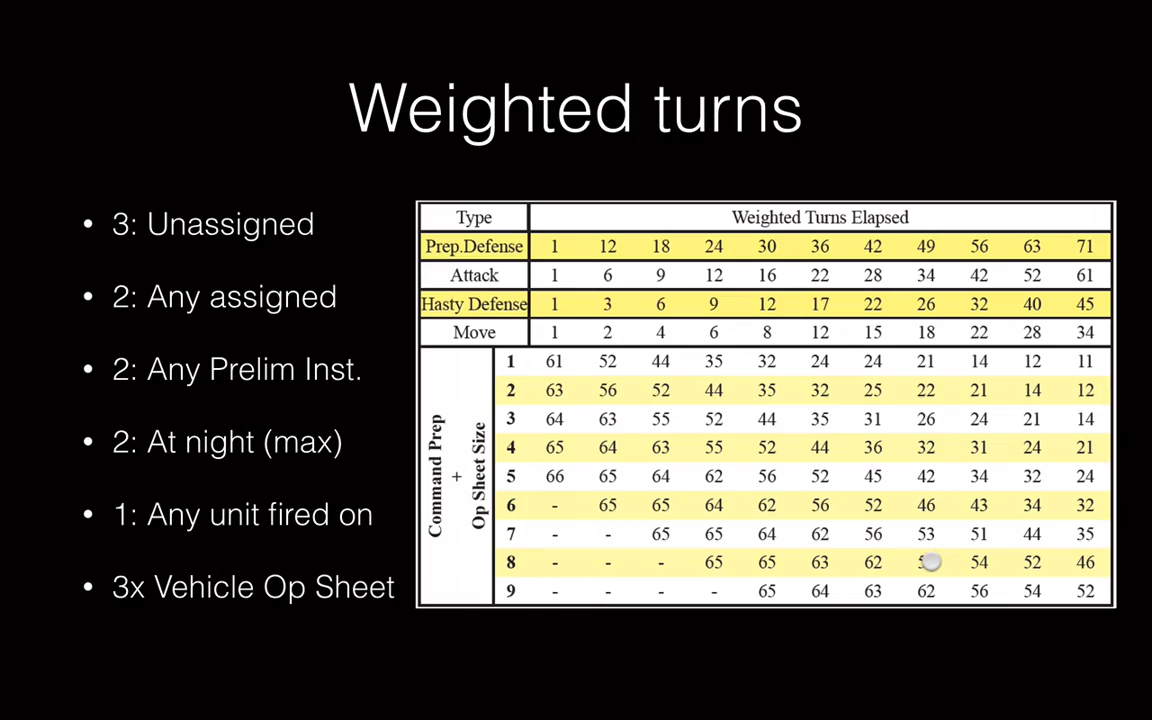 Weighted turns
• 3: Unassigned
• 2: Any assigned
• 2: Any Prelim Inst.
• 2: At night (max)
• 1: Any unit fired on
• 3x Vehicle Op Sheet
Type Weighted Turns Elapsed
Prep.Defense 1 12 18 24 30 36 42 49 56 63 71
Attack 1 6 9 12 16 22 28 34 42 52 61
Hasty Defense 1 3 6 9 12 17 22 26 32 40 45
Move 1 2 4 6 8 12 15 18 22 28 34
Command Prep
+
Op Sheet Size
1 61 52 44 35 32 24 24 21 14 12 11
2 63 56 52 44 35 32 25 22 21 14 12
3 64 63 55 52 44 35 31 26 24 21 14
4 65 64 63 55 52 44 36 32 31 24 21
5 66 65 64 62 56 52 45 42 34 32 24
6 - 65 65 64 62 56 52 46 43 34 32
7 - - 65 65 64 62 56 53 51 44 35
8 - - - 65 65 63 62 54 52 46
9 - - - - 65 64 63 62 56 54 52